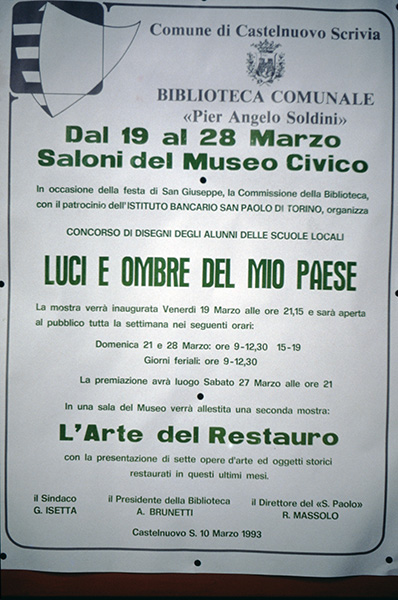 Comune di Castelnuovo Scrivia
BIBLIOTECA COMUNALE
«Pier Angelo Soldini»
Dal 19 al 28 Marzo
Saloni del Museo Civico
In occasione della festa di San Giuseppe, la Commissione della Biblioteca,
con il patrocinio dell'ISTITUTO BANCARIO SAN PAOLO DI TORINO, organizza
CONCORSO DI DISEGNI DEGLI ALUNNI DELLE SCUOLE LOCALI
LUCI E OMBRE DEL MIO PAESE
La mostra verrà inaugurata Venerdì 19 Marzo alle ore 21,15 e sarà aperta
al pubblico tutta la settimana nei seguenti orari:
Domenica 21 e 28 Marzo: ore 9-12,30 15-19
Giorni feriali: ore 9-12,30
La premiazione avrà luogo Sabato 27 Marzo alle ore 21
In una sala del Museo verrà allestita una seconda mostra:
L'Arte del Restauro
con la presentazione di sette opere d'arte ed oggetti storici
restaurati in questi ultimi mesi.
il Sindaco il Presidente della Biblioteca il Direttore del «S. Paolo»
G. ISETTA A. BRUNETTI R. MASSOLO
Castelnuovo S. 10 Marzo 1993